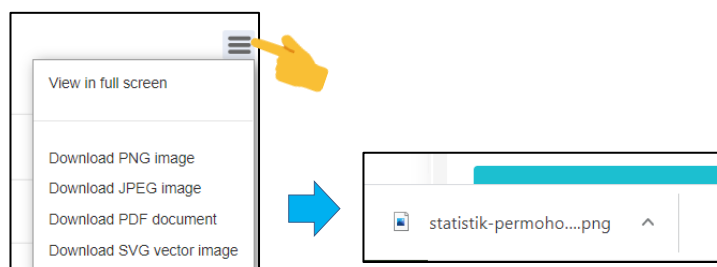 View in full screen
Download PNG image
Download JPEG image
Download PDF document
Download SVG vector image
statistik-permoho....png